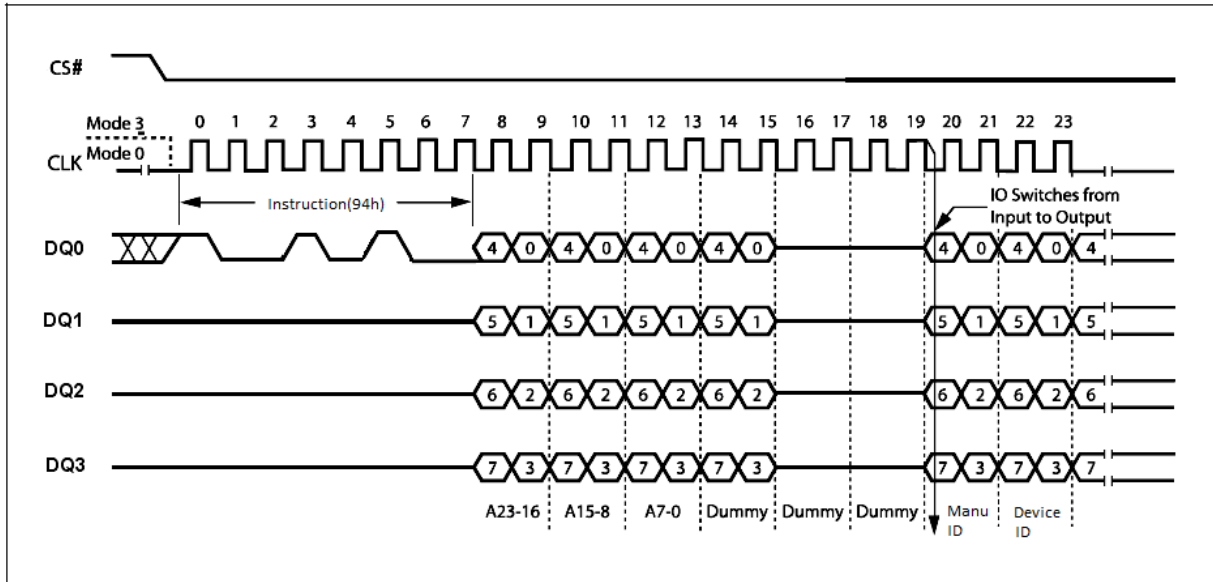 CS#
Mode 3 0 1 2 3 4 5 6 7 8 9 10 11 12 13 14 15 16 17 18 19 20 21 22 23
Mode 0
CLK
IO Switches from
Input to Output
Instruction(94h)
DQ0 4 0 4 0 4 0 4 0 4 0 4 0 4
DQ1 5 1 5 1 5 1 5 1 5 1 5 1 5
DQ2 6 2 6 2 6 2 6 2 6 2 6 2 6
DQ3 7 3 7 3 7 3 7 3 7 3 7 3 7
A23-16 A15-8 A7-0 Dummy Dummy Dummy Manu Device
ID ID